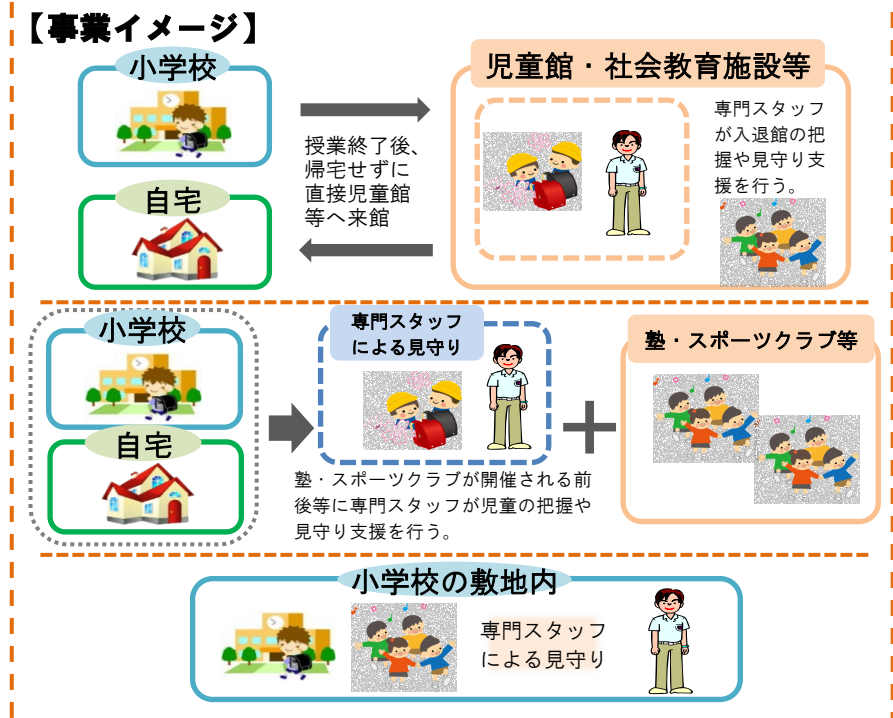 【事業イメージ】
小学校
児童館・社会教育施設等
授業終了後、
帰宅せずに
直接児童館
等へ来館
専門スタッフ
が入退館の把
握や見守り支
援を行う。
自宅
小学校
自宅
専門スタッフ
による見守り
塾・スポーツクラブ等
塾・スポーツクラブが開催される前
後等に専門スタッフが児童の把握や
見守り支援を行う。
小学校の敷地内
専門スタッフ
による見守り